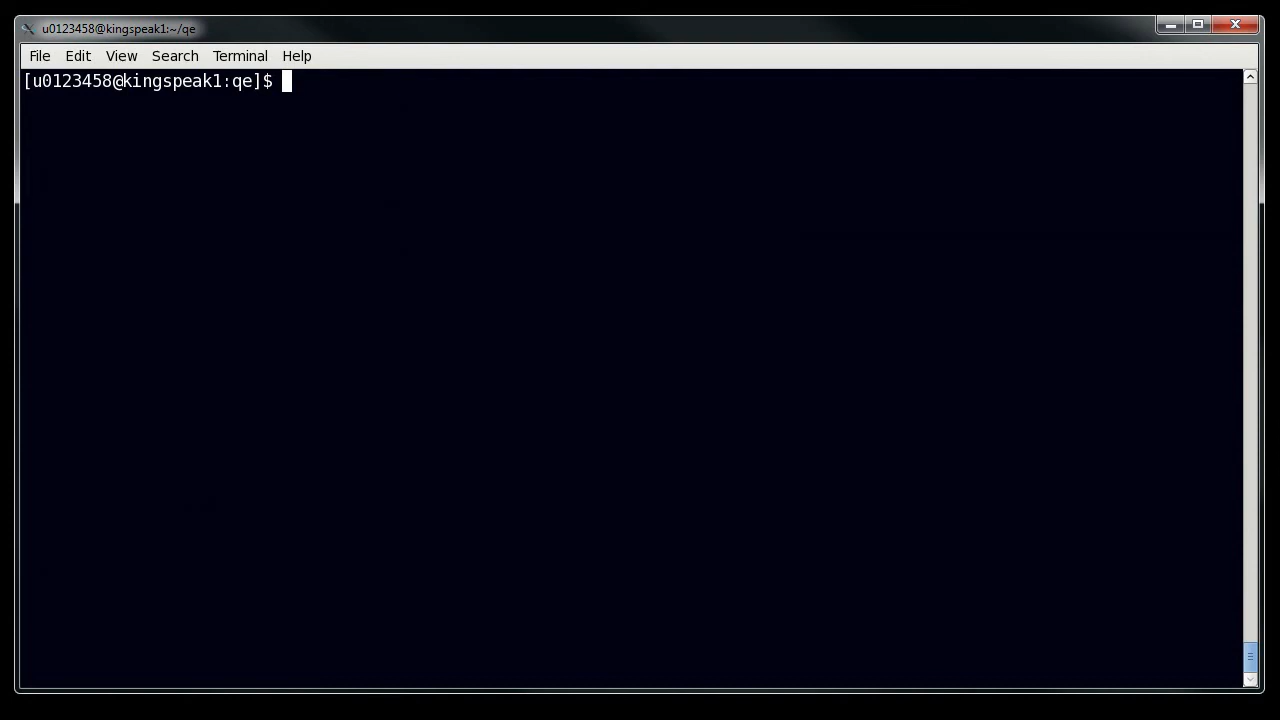 u0123458@kingspeak1:~/qe
File Edit View Search Terminal Help
[u0123458@kingspeak1:qe]$